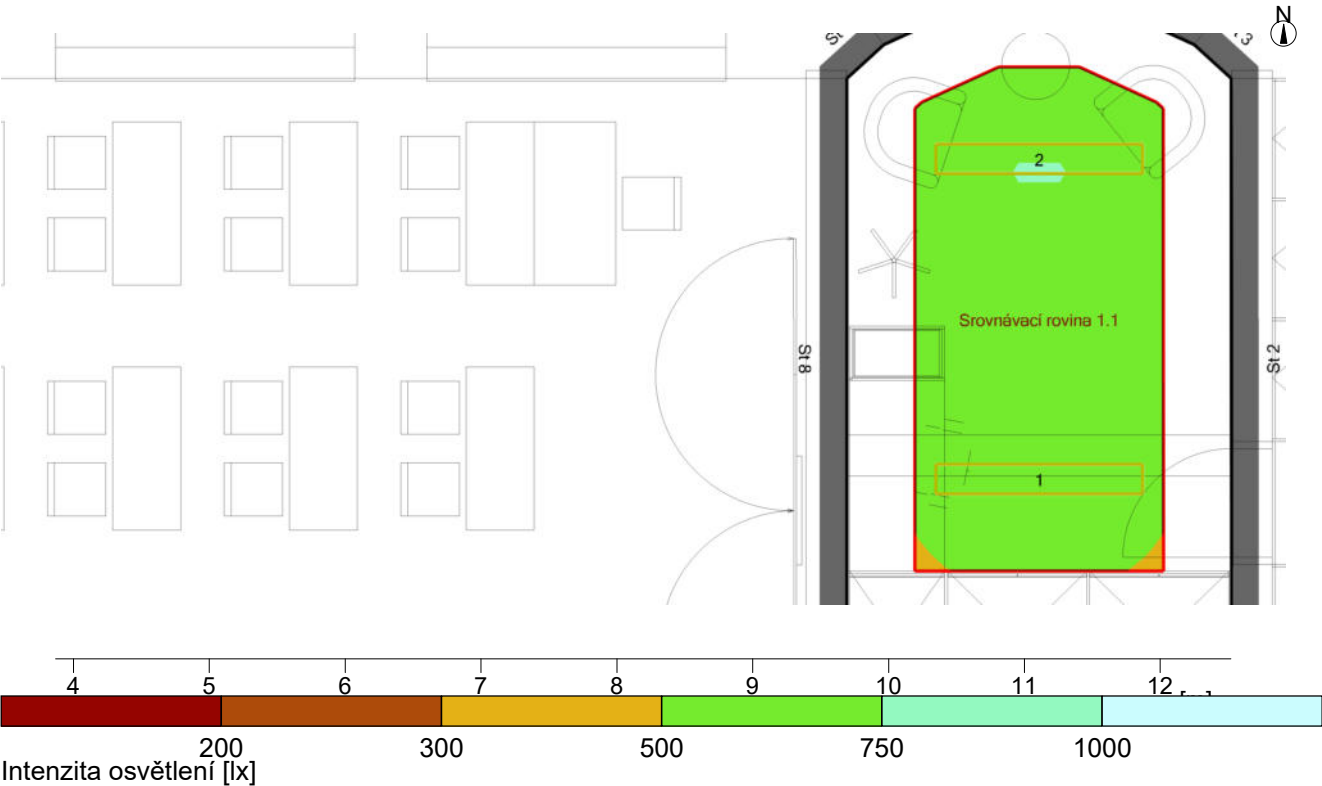 N
St
3
2
Srovnávací rovina 1.1
St 8
St 2
1
4 5 6 7 8 9 10 11 12
200 300 500 750 1000
Intenzita osvětlení [lx]